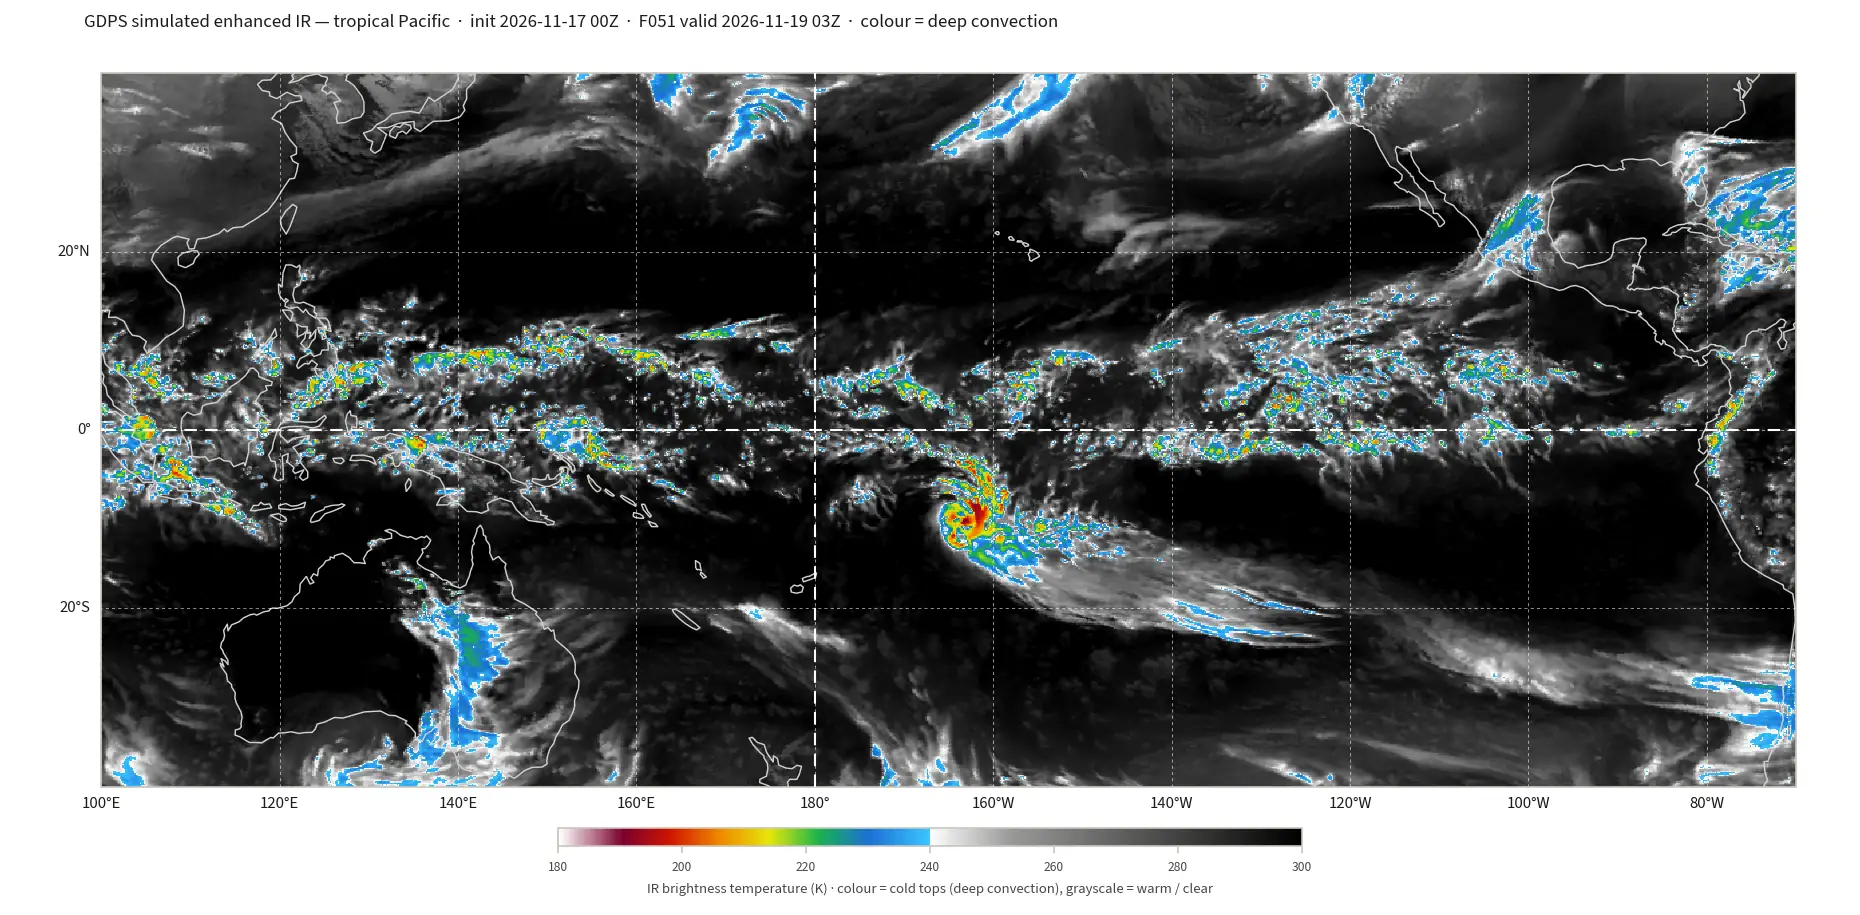 GDPS simulated enhanced IR — tropical Pacific · init 2026-11-17 00Z · F051 valid 2026-11-19 03Z · colour = deep convection
20°N
0°
20°S
100°E 120°E 140°E 160°E 180° 160°W 140°W 120°W 100°W 80°W
180 200 220 240 260 280 300
IR brightness temperature (K) · colour = cold tops (deep convection), grayscale = warm / clear